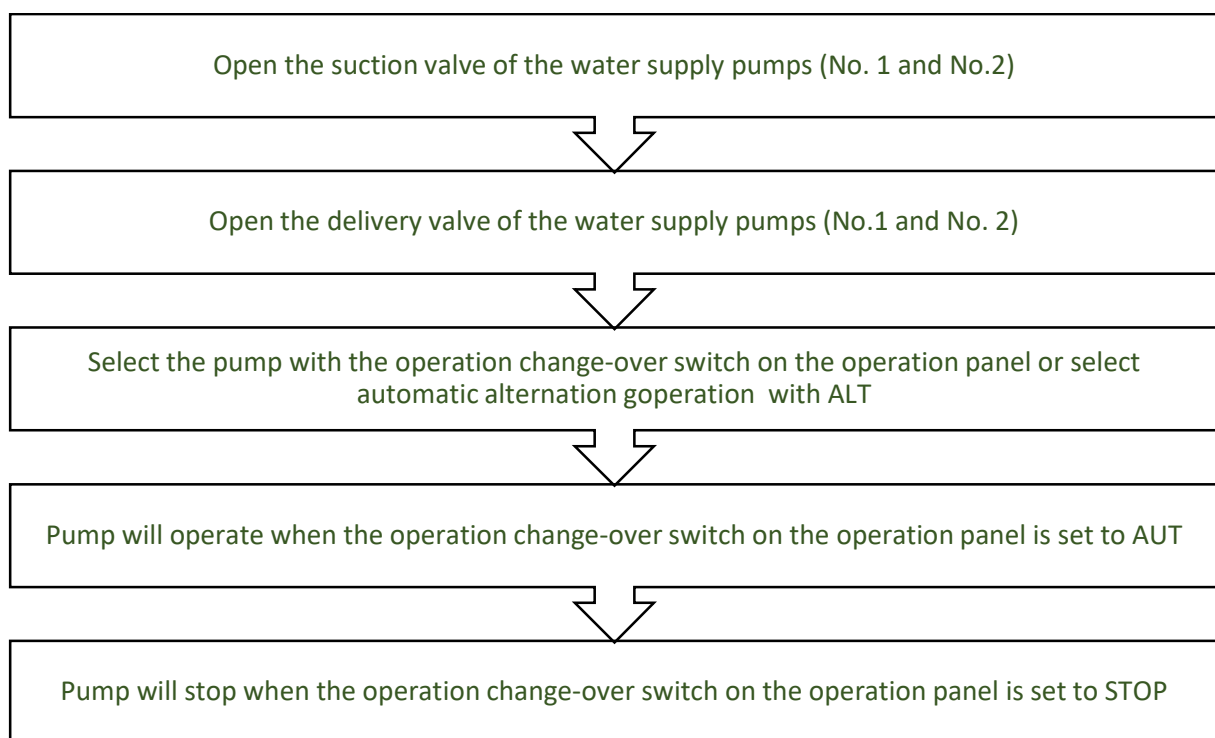 Open the suction valve of the water supply pumps (No. 1 and No.2)
Open the delivery valve of the water supply pumps (No.1 and No. 2)
Select the pump with the operation change-over switch on the operation panel or select
automatic alternation goperation  with ALT
Pump will operate when the operation change-over switch on the operation panel is set to AUT
Pump will stop when the operation change-over switch on the operation panel is set to STOP